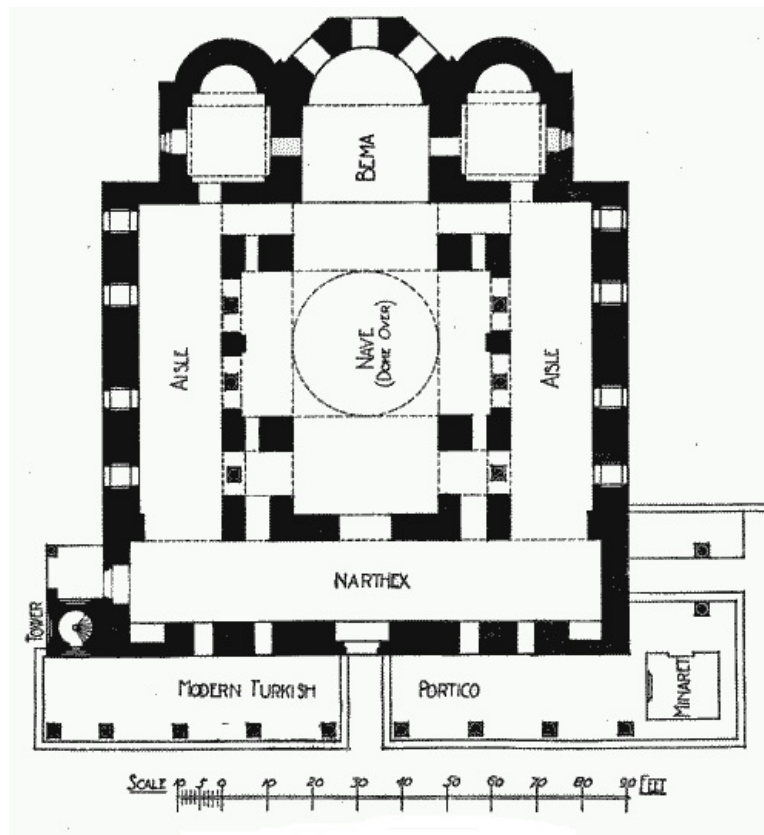 BEMA
AISLE
NAVE
(DOME OVER)
AISLE
NARTHEX
TOWER
MODERN TURKISH PORTICO
MINARET
SCALE 10 5 0 10 20 30 40 50 60 70 80 90 FEET